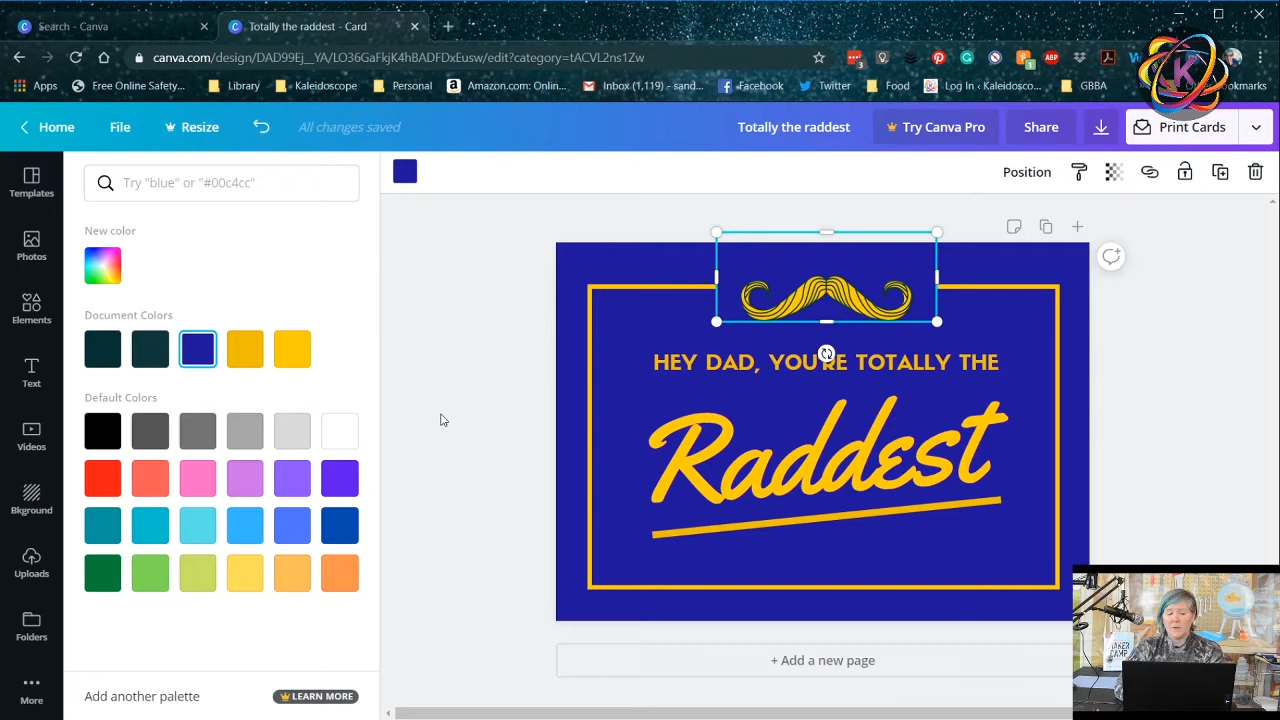 Search - Canva
Totally the raddest - Card
canva.com/design/DAD99Ej__YA/LO36GaFkjK4hBADFDxEusw/edit?category=tACVL2ns1Zw
Apps
Free Online Safety...
Library
Kaleidoscope
Personal
Amazon.com: Onlin...
Inbox (1,119) - sand...
Facebook
Twitter
Food
Log In ‹ Kaleidosco...
GBBA
Bookmarks
Home
File
Resize
All changes saved
Totally the raddest
Try Canva Pro
Share
Print Cards
Templates
Photos
Elements
Text
Videos
Bkground
Uploads
Folders
More
Try "blue" or "#00c4cc"
New color
Document Colors
Default Colors
Add another palette
LEARN MORE
Position
HEY DAD, YOU'RE TOTALLY THE
Raddest
+ Add a new page
MAKER
CAMP
K
ABP